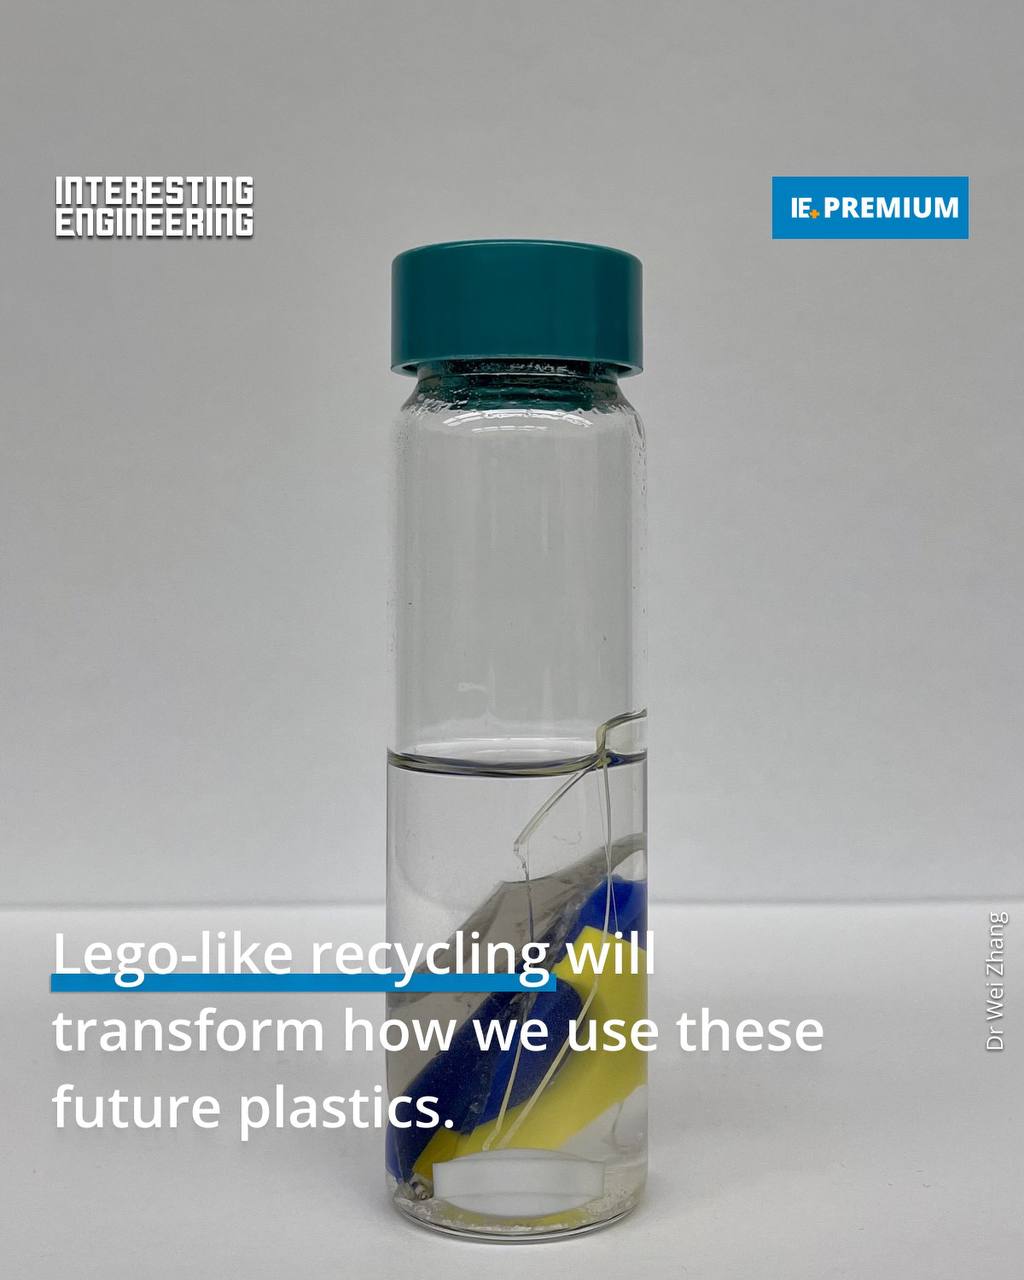 INTERESTING
ENGINEERING
IE+ PREMIUM
Lego-like recycling will
transform how we use these
future plastics.
Dr Wei Zhang